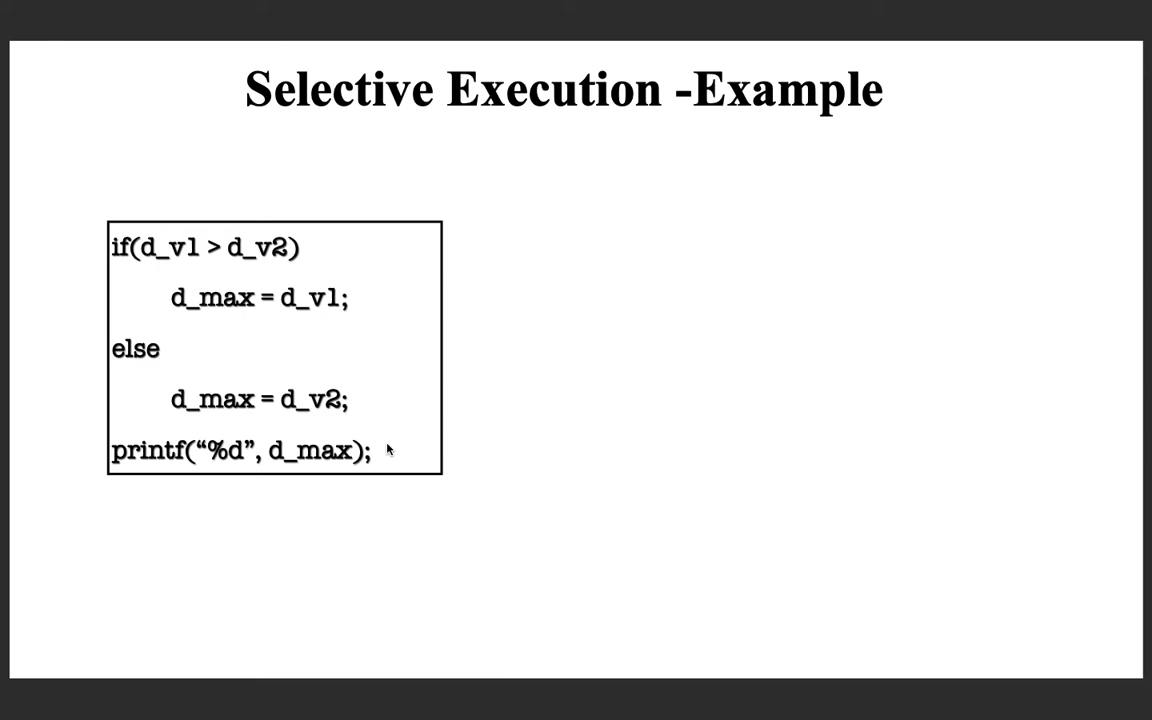 Selective Execution -Example
if(d_v1 > d_v2)
d_max = d_v1;
else
d_max = d_v2;
printf(“%d”, d_max);